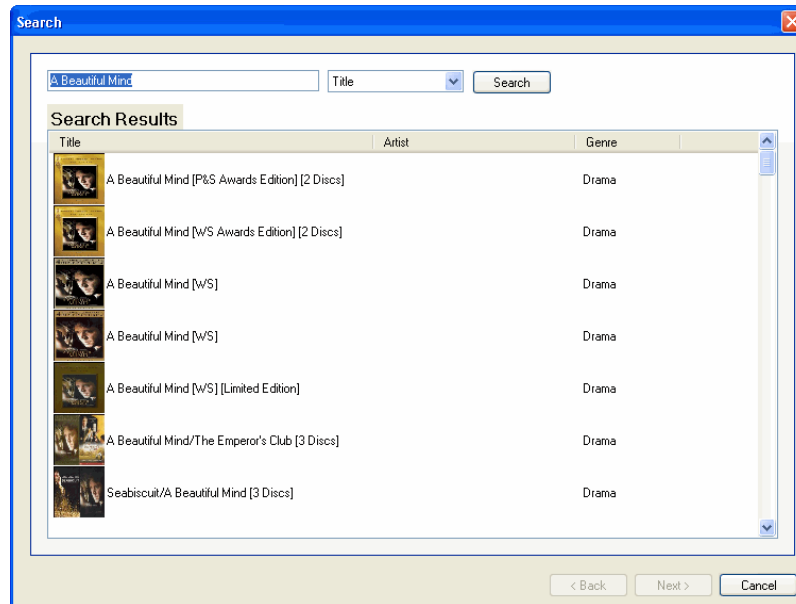 Search
A Beautiful Mind Title Search
Search Results
Title Artist Genre
A Beautiful Mind [P&S Awards Edition] [2 Discs] Drama
A Beautiful Mind [WS Awards Edition] [2 Discs] Drama
A Beautiful Mind [WS] Drama
A Beautiful Mind [WS] Drama
A Beautiful Mind [WS] [Limited Edition] Drama
A Beautiful Mind/The Emperor's Club [3 Discs] Drama
Seabiscuit/A Beautiful Mind [3 Discs] Drama
< Back Next > Cancel